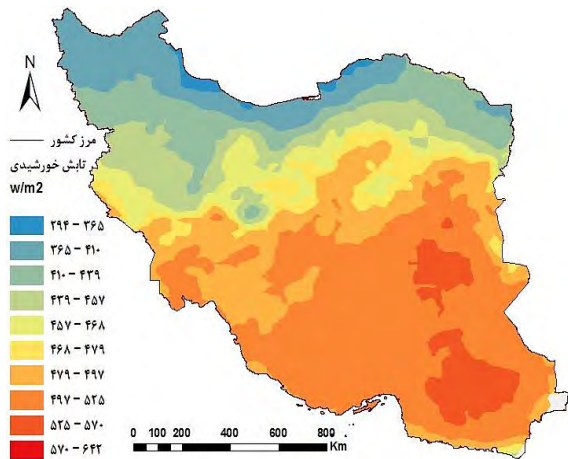 N
مرز کشور
تابش خورشیدی
w/m2
۲۹۴ – ۳۶۵
۳۶۵ – ۴۱۰
۴۱۰ – ۴۳۹
۴۳۹ – ۴۵۷
۴۵۷ – ۴۶۸
۴۶۸ – ۴۷۹
۴۷۹ – ۴۹۷
۴۹۷ – ۵۲۵
۵۲۵ – ۵۷۰
۵۷۰ – ۶۴۲
0 100 200 400 600 800
Km